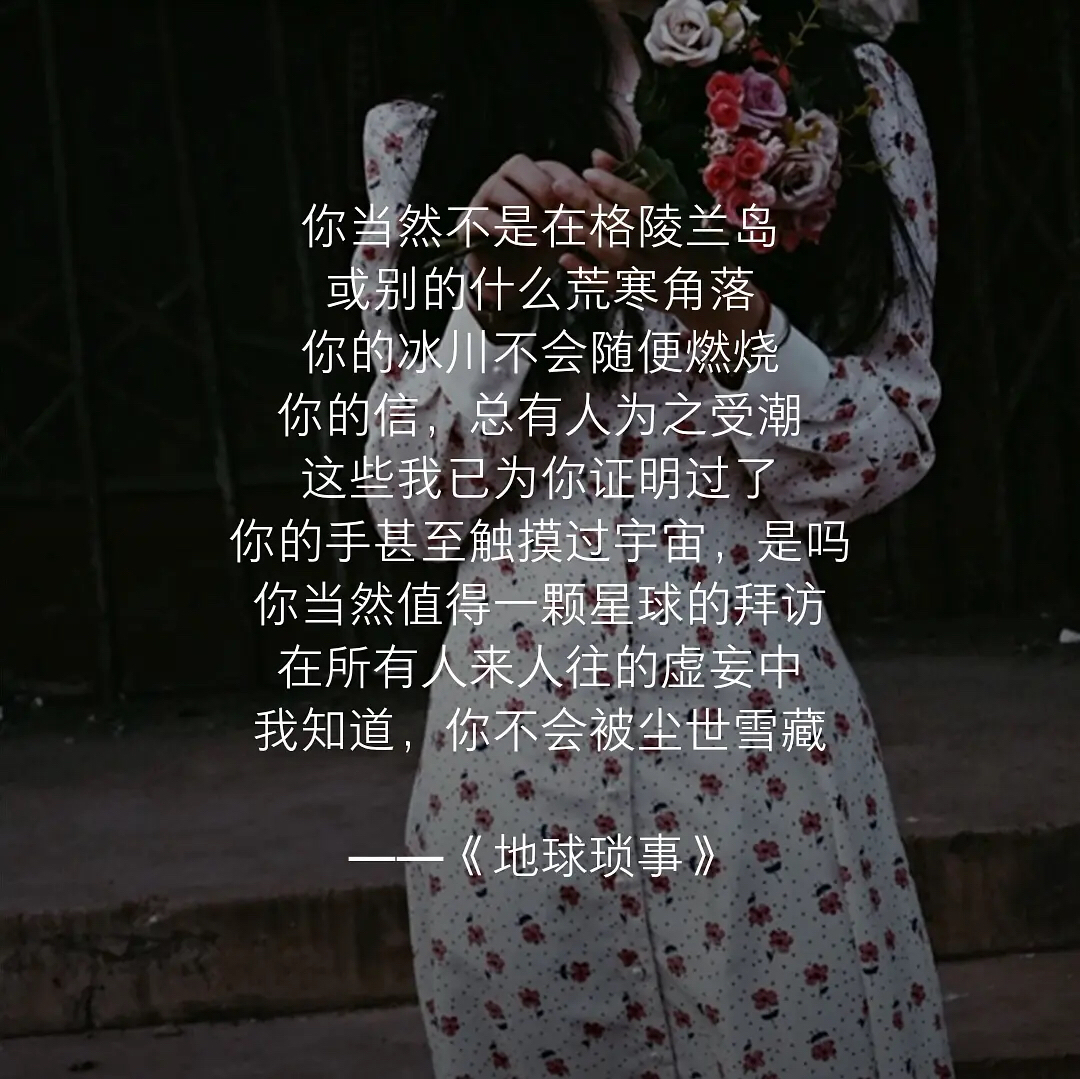 你当然不是在格陵兰岛
或别的什么荒寒角落
你的冰川不会随便燃烧
你的信，总有人为之受潮
这些我已为你证明过了
你的手甚至触摸过宇宙，是吗
你当然值得一颗星球的拜访
在所有人来人往的虚妄中
我知道，你不会被尘世雪藏
——《地球琐事》